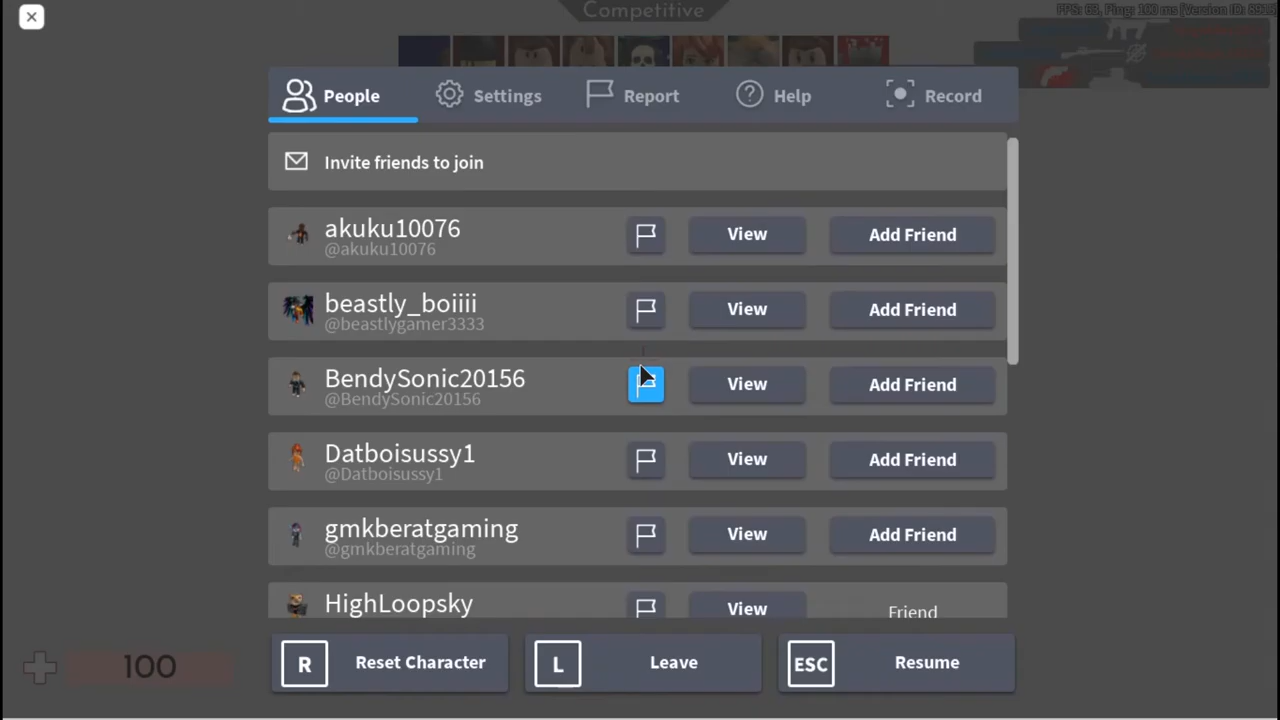 Competitive
People
Settings
Report
Help
Record
Invite friends to join
akuku10076
@akuku10076
View
Add Friend
beastly_boiiii
@beastlygamer3333
View
Add Friend
BendySonic20156
@BendySonic20156
View
Add Friend
Datboisussy1
@Datboisussy1
View
Add Friend
gmkberatgaming
@gmkberatgaming
View
Add Friend
HighLoopsky
View
Friend
100
R Reset Character
L Leave
ESC Resume